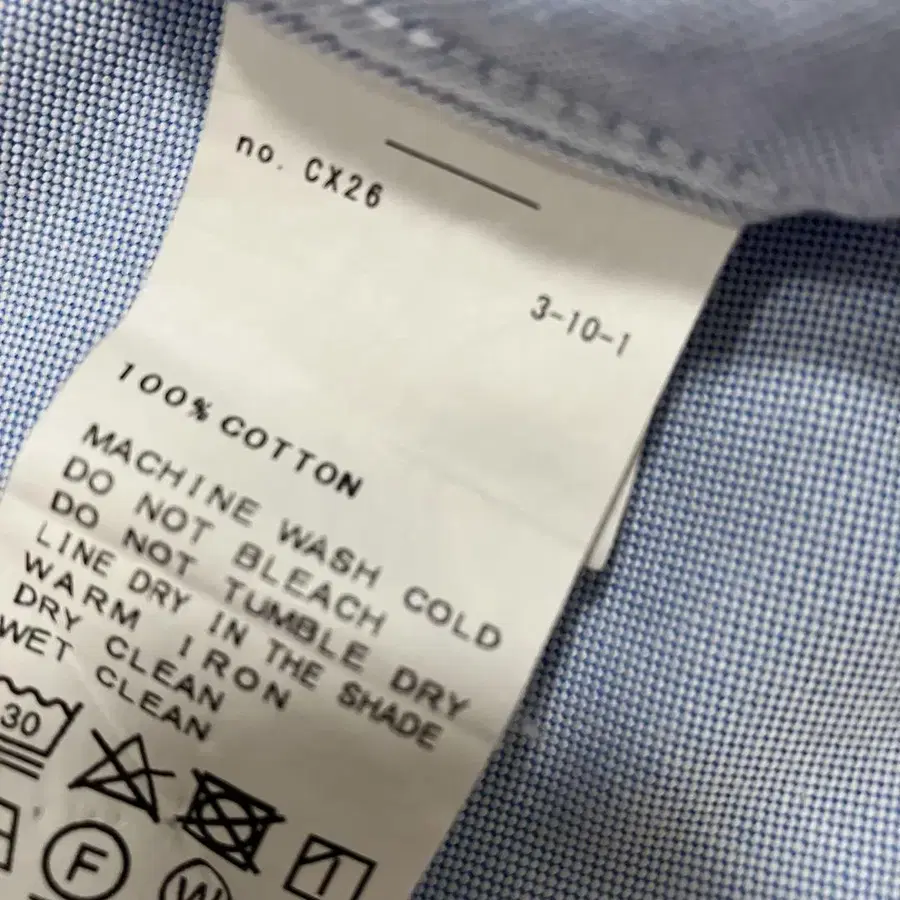 no. CX26
3-10-1
100% COTTON
MACHINE WASH COLD
DO NOT BLEACH
DO NOT TUMBLE DRY
LINE DRY IN THE SHADE
WARM IRON
DRY CLEAN
WET CLEAN
30
F
W